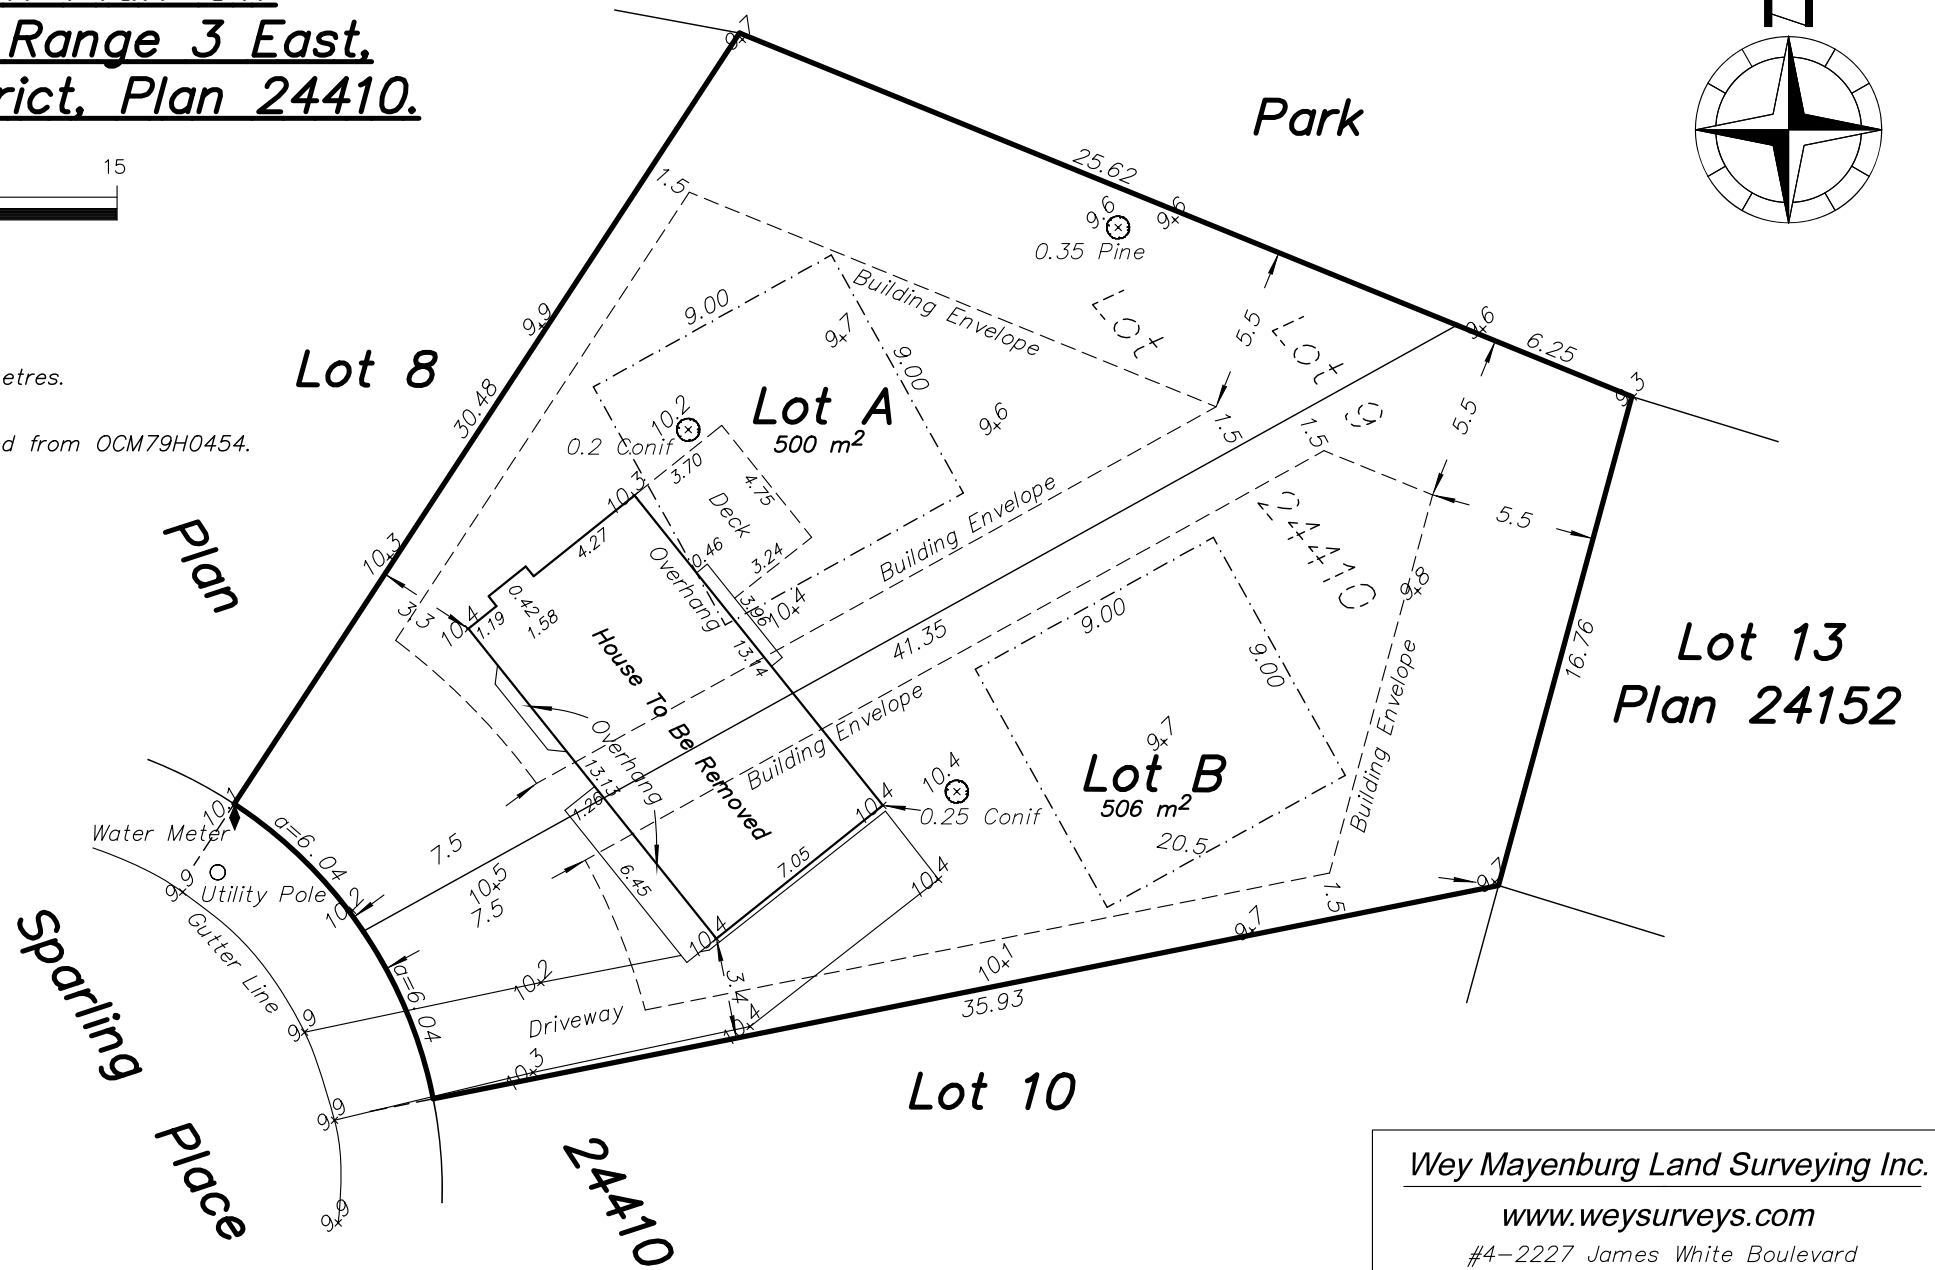 Range 3 East,
rict, Plan 24410.
15
etres.
d from OCM79H0454.
Park
25.62
9.7
1.5
9.6
9.6
0.35 Pine
9.9
Lot 8
30.48
9.00
9.7
9.00
Building Envelope
5.5
Lot
Lot 9
9.6
6.25
9.3
10.2
0.2 Conif
Lot A
500 m2
9.6
1.5
1.5
5.5
5.5
24410
9.8
16.76
Lot 13
Plan 24152
Plan
10.3
3.3
10.4
10.3
4.27
1.19
0.42
1.58
3.70
4.75
Deck
3.24
0.46
Overhang
3.96
10.4
13.14
Building Envelope
41.35
9.00
9.00
House To Be Removed
Overhang
13.13
1.26
Building Envelope
9.7
Lot B
506 m2
20.5
Building Envelope
10.4
10.4
0.25 Conif
10.1
Water Meter
a=6.04
7.5
10.5
7.5
9.9
Utility Pole
10.2
Gutter Line
6.45
7.05
10.4
10.4
1.5
9.7
9.7
Sparling Place
9.9
a=6.04
10.2
Driveway
3.4
10.4
10.1
35.93
10.3
9.9
9.9
Lot 10
24410
Wey Mayenburg Land Surveying Inc.
www.weysurveys.com
#4-2227 James White Boulevard